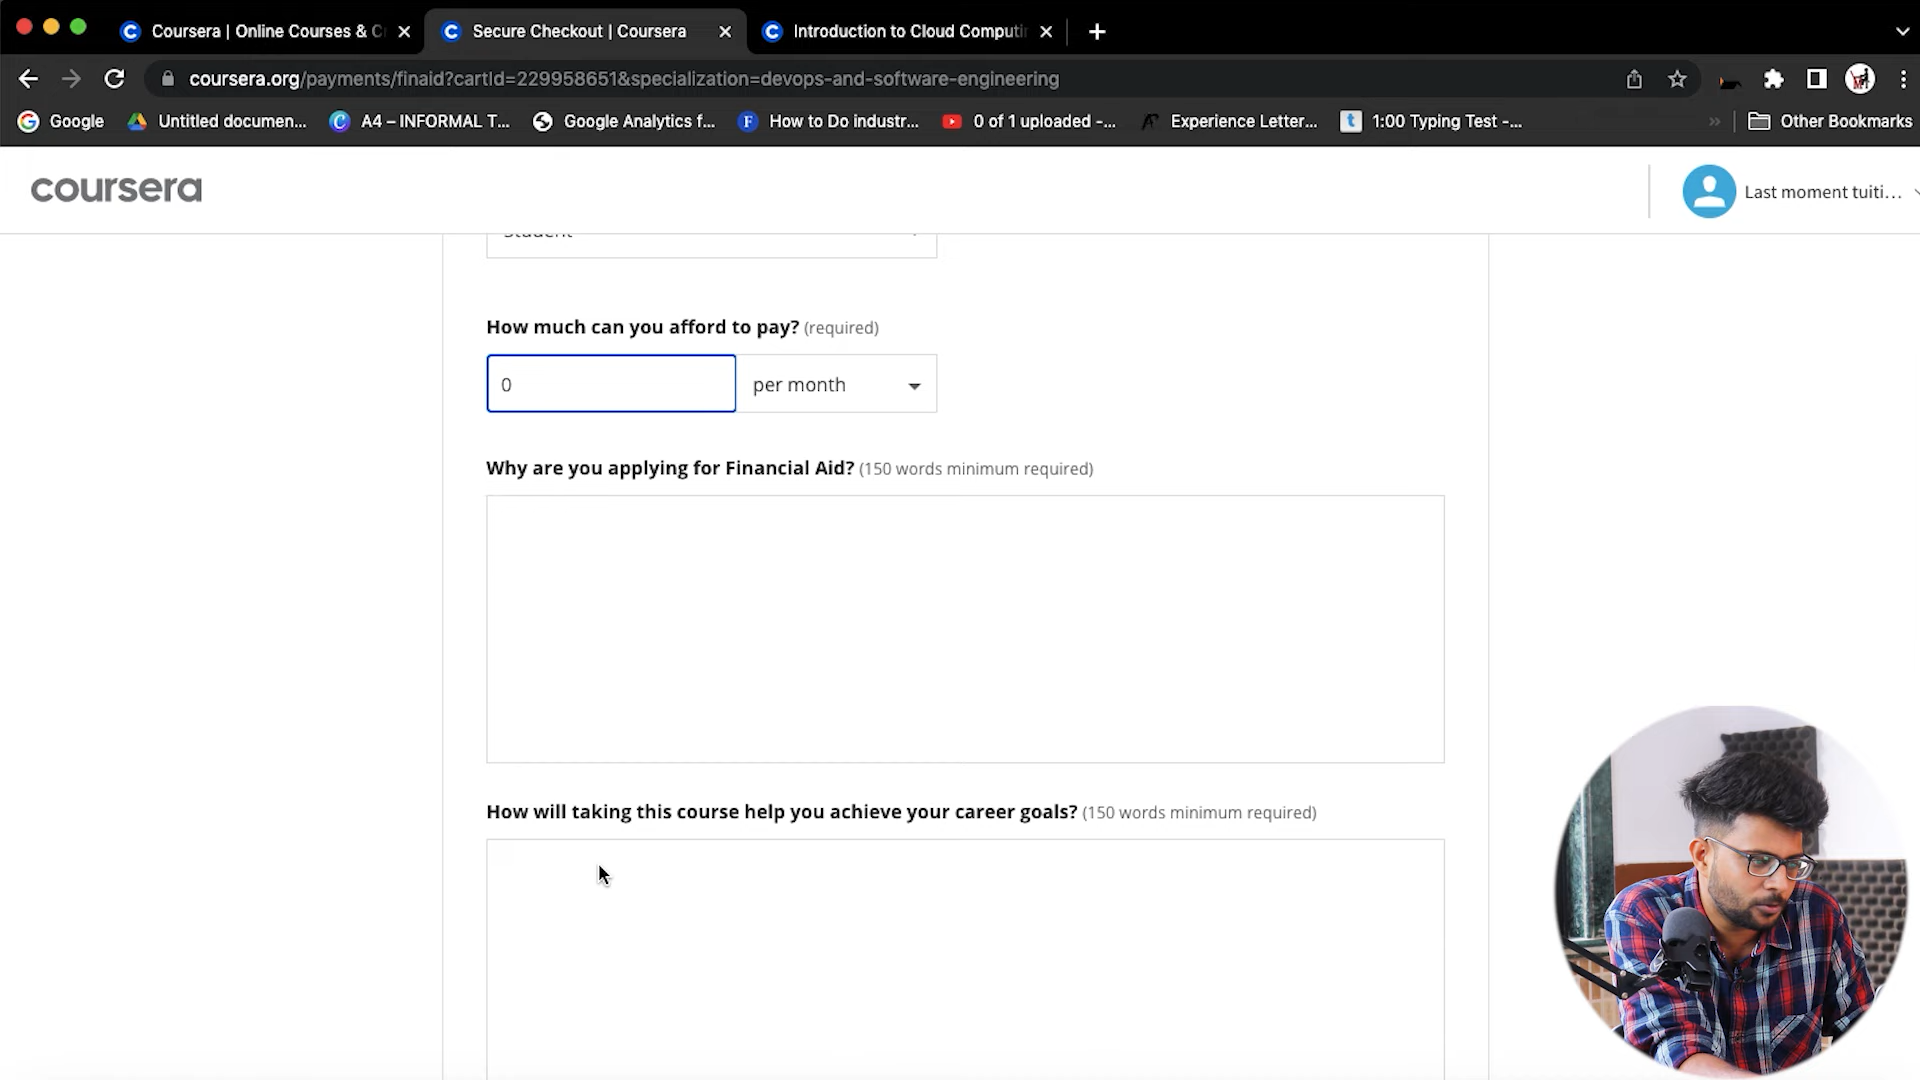 Coursera | Online Courses & C
Secure Checkout | Coursera
Introduction to Cloud Computi
coursera.org/payments/finaid?cartId=229958651&specialization=devops-and-software-engineering
Google
Untitled documen...
A4 – INFORMAL T...
Google Analytics f...
How to Do industr...
0 of 1 uploaded -...
Experience Letter...
1:00 Typing Test -...
Other Bookmarks
coursera
Last moment tuiti...
Student
How much can you afford to pay? (required)
0
per month
Why are you applying for Financial Aid? (150 words minimum required)
How will taking this course help you achieve your career goals? (150 words minimum required)